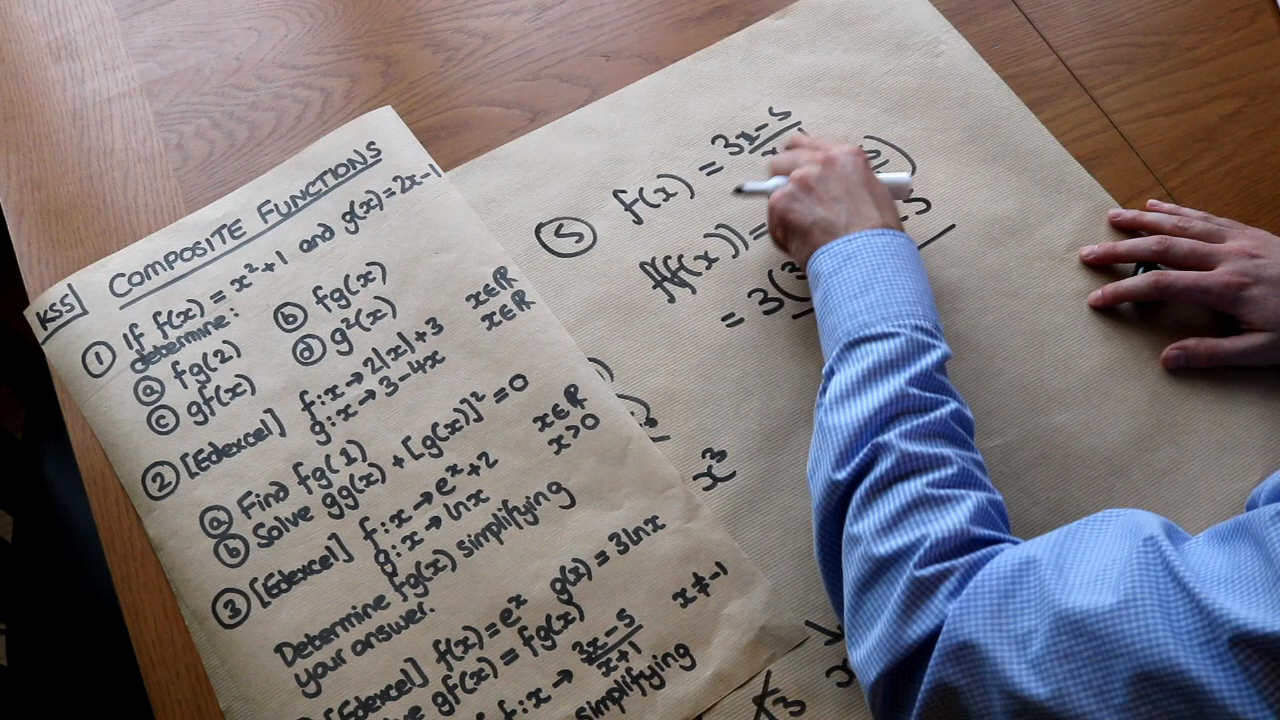 KS5
COMPOSITE FUNCTIONS
① If f(x) = x²+1 and g(x) = 2x-1
determine:
ⓐ fg(2) ⓑ fg(x)
ⓒ gf(x) ⓓ g²(x)
② [Edexcel] f:x→2|x|+3 x∈ℝ
g:x→3-4x x∈ℝ
ⓐ Find fg(1)
ⓑ Solve gg(x) + [g(x)]² = 0
③ [Edexcel] f:x→eˣ+2 x∈ℝ
g:x→lnx x>0
Determine fg(x) simplifying
your answer.
[Edexcel] f(x) = eˣ g(x) = 3lnx
gf(x) = fg(x)
f:x→ (3x-5)/(x+1) x≠-1
simplifying
⑤ f(x) = 3x-5
ff(x) =
= 3(
x³